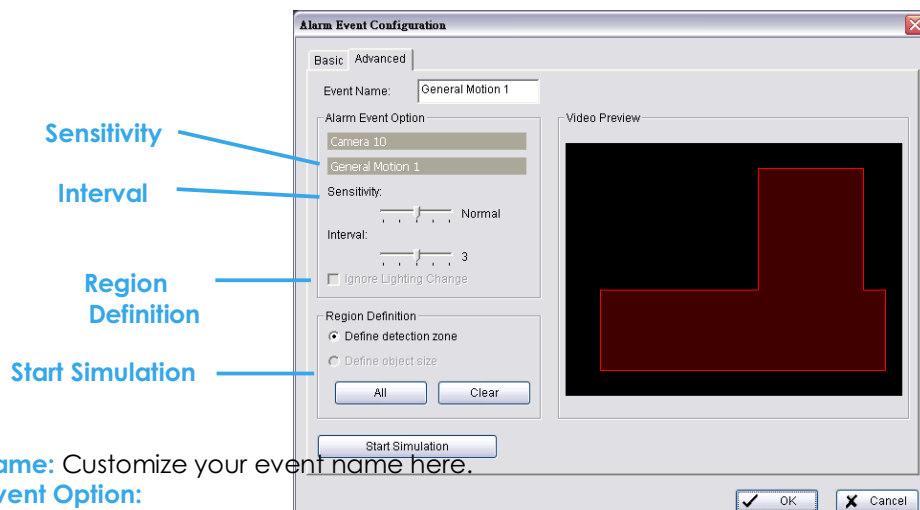 Alarm Event Configuration
Basic Advanced
Event Name: General Motion 1
Alarm Event Option
Camera 10
General Motion 1
Sensitivity:
Normal
Interval:
3
Ignore Lighting Change
Region Definition
Define detection zone
Define object size
All Clear
Start Simulation
Video Preview
OK Cancel
Sensitivity
Interval
Region
Definition
Start Simulation
ame: Customize your event name here.
vent Option: